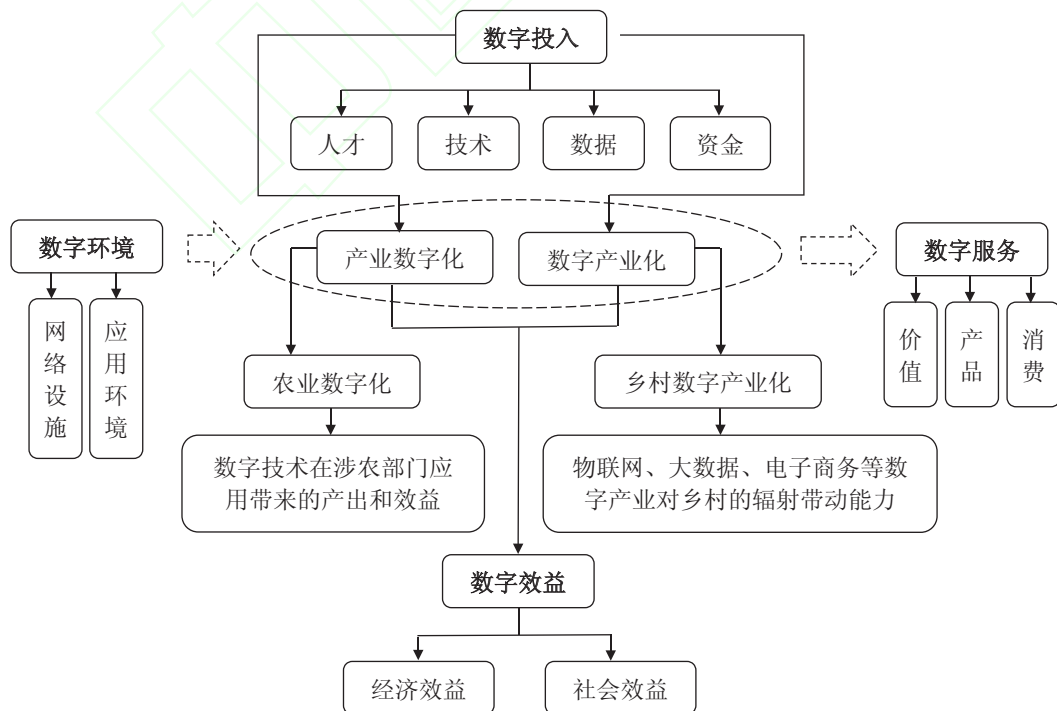 数字投入
人才
技术
数据
资金
数字环境
网络设施
应用环境
产业数字化
数字产业化
数字服务
价值
产品
消费
农业数字化
乡村数字产业化
数字技术在涉农部门应
用带来的产出和效益
物联网、大数据、电子商务等数
字产业对乡村的辐射带动能力
数字效益
经济效益
社会效益